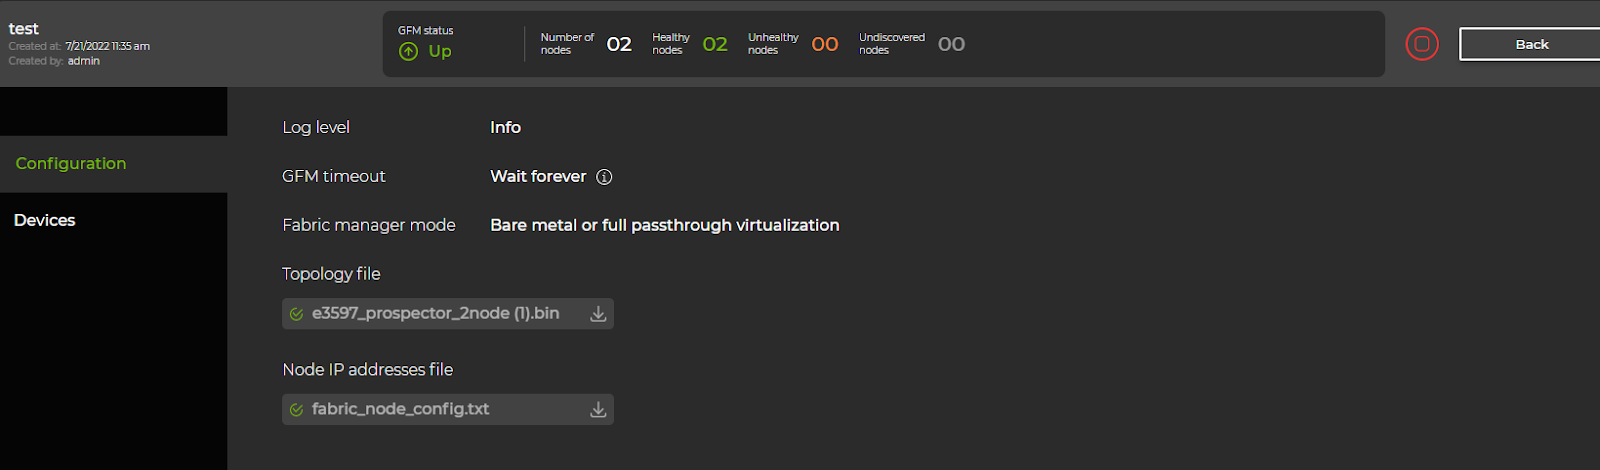 test
Created at: 7/21/2022 11:35 am
Created by: admin
GFM status
Up
Number of nodes 02
Healthy nodes 02
Unhealthy nodes 00
Undiscovered nodes 00
Back
Configuration
Devices
Log level Info
GFM timeout Wait forever
Fabric manager mode Bare metal or full passthrough virtualization
Topology file
e3597_prospector_2node (1).bin
Node IP addresses file
fabric_node_config.txt